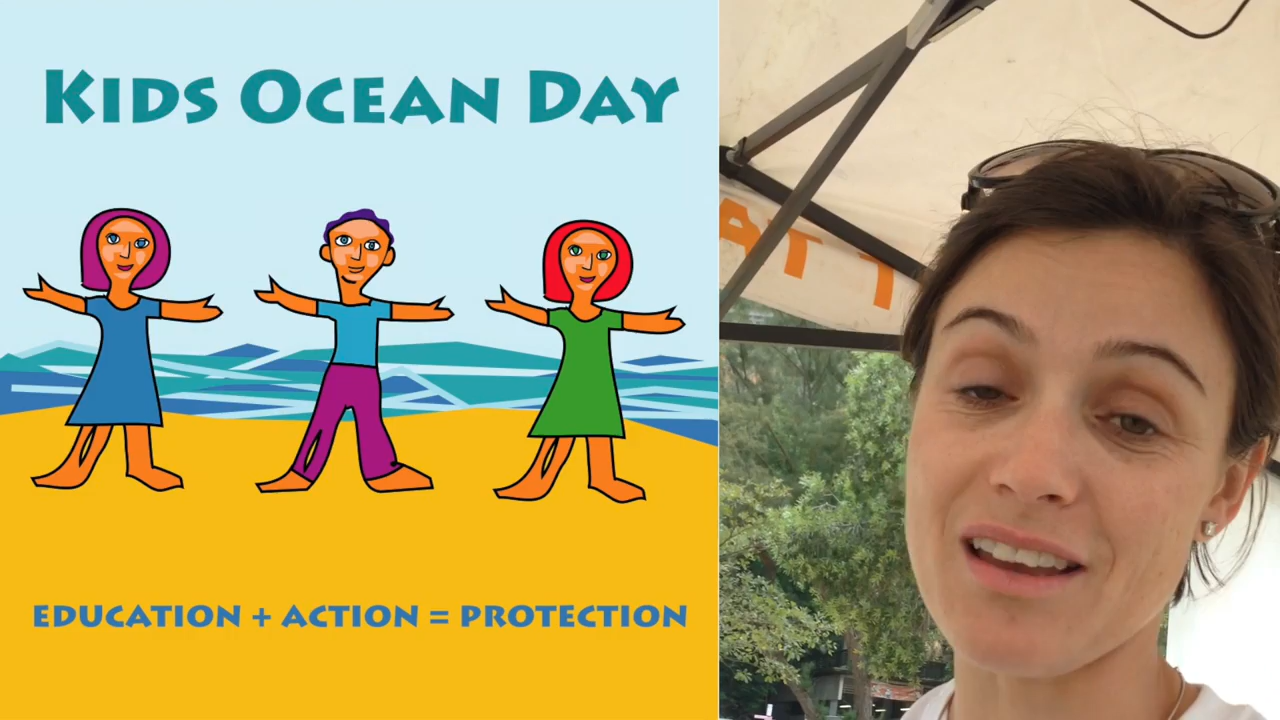 KIDS OCEAN DAY
EDUCATION + ACTION = PROTECTION